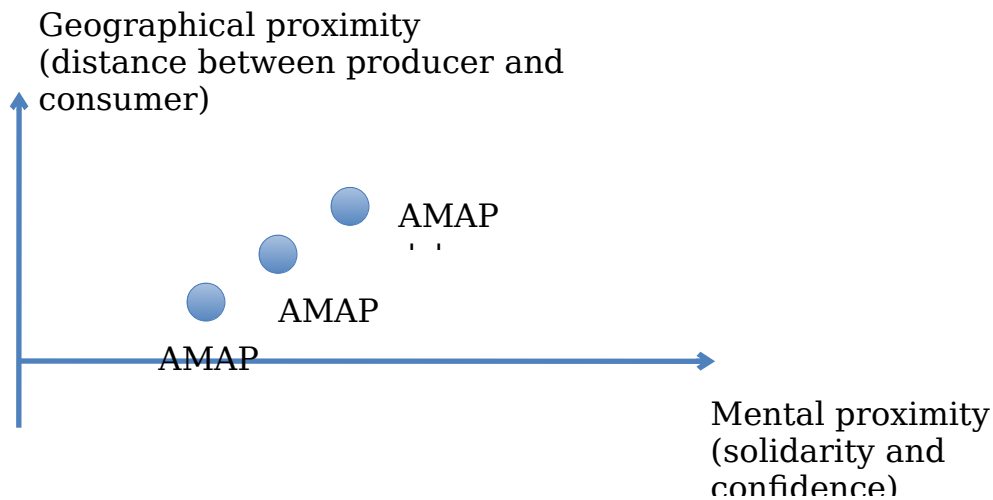 Geographical proximity
(distance between producer and
consumer)
AMAP
AMAP
AMAP
Mental proximity
(solidarity and
confidence)